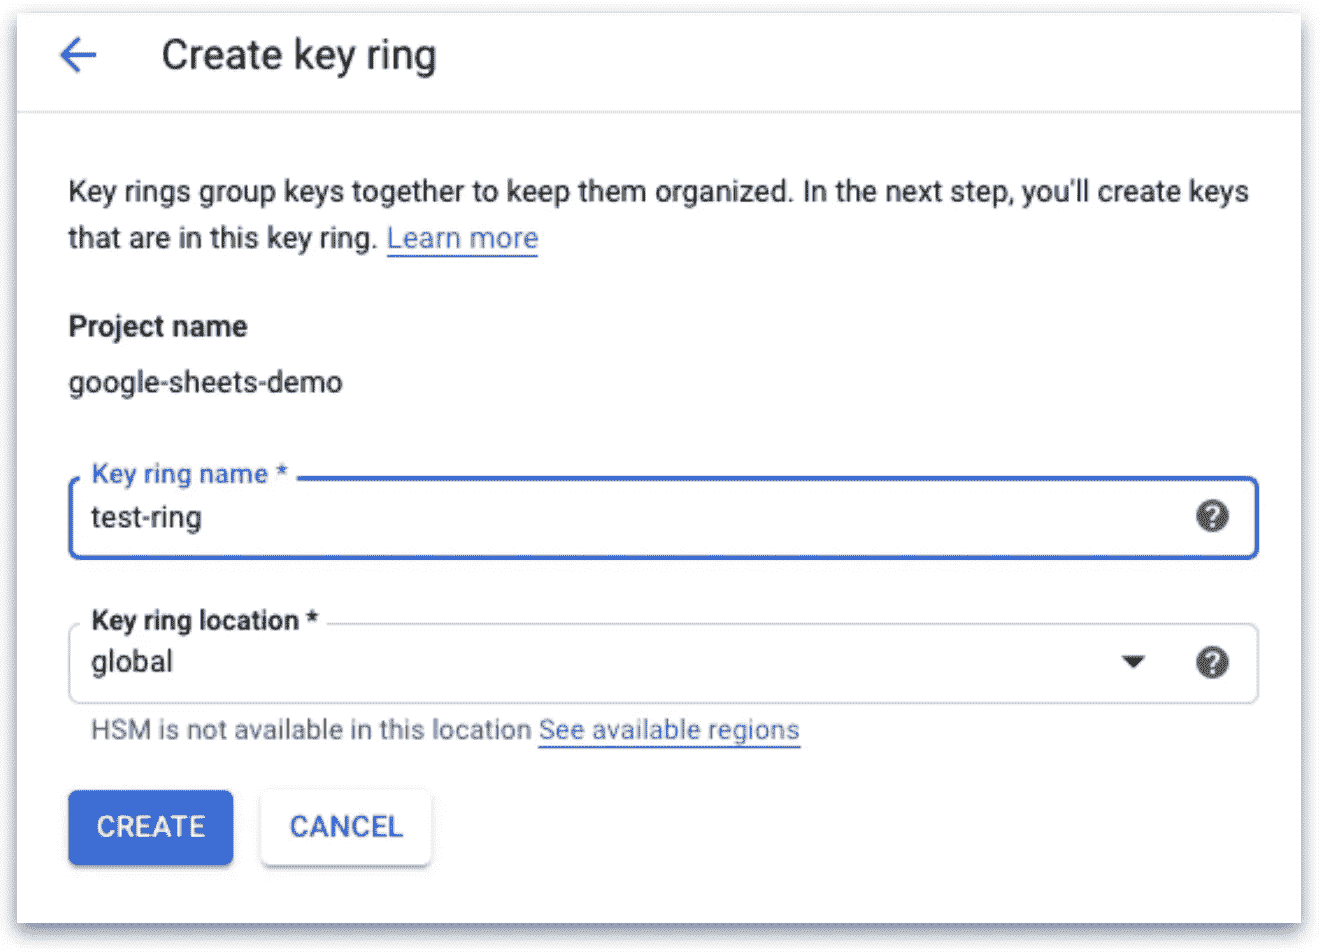 Create key ring
Key rings group keys together to keep them organized. In the next step, you'll create keys
that are in this key ring. Learn more
Project name
google-sheets-demo
Key ring name *
test-ring
Key ring location *
global
HSM is not available in this location See available regions
CREATE CANCEL